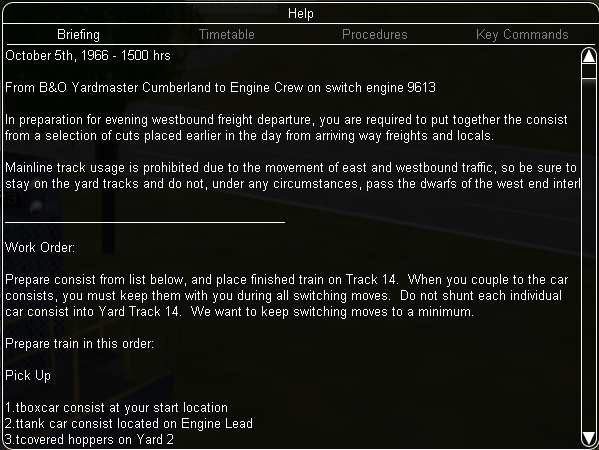 Help
Briefing Timetable Procedures Key Commands
October 5th, 1966 - 1500 hrs
From B&O Yardmaster Cumberland to Engine Crew on switch engine 9613
In preparation for evening westbound freight departure, you are required to put together the consist
from a selection of cuts placed earlier in the day from arriving way freights and locals.
Mainline track usage is prohibited due to the movement of east and westbound traffic, so be sure to
stay on the yard tracks and do not, under any circumstances, pass the dwarfs of the west end interl
Work Order:
Prepare consist from list below, and place finished train on Track 14. When you couple to the car
consists, you must keep them with you during all switching moves. Do not shunt each individual
car consist into Yard Track 14. We want to keep switching moves to a minimum.
Prepare train in this order:
Pick Up
1.tboxcar consist at your start location
2.ttank car consist located on Engine Lead
3.tcovered hoppers on Yard 2